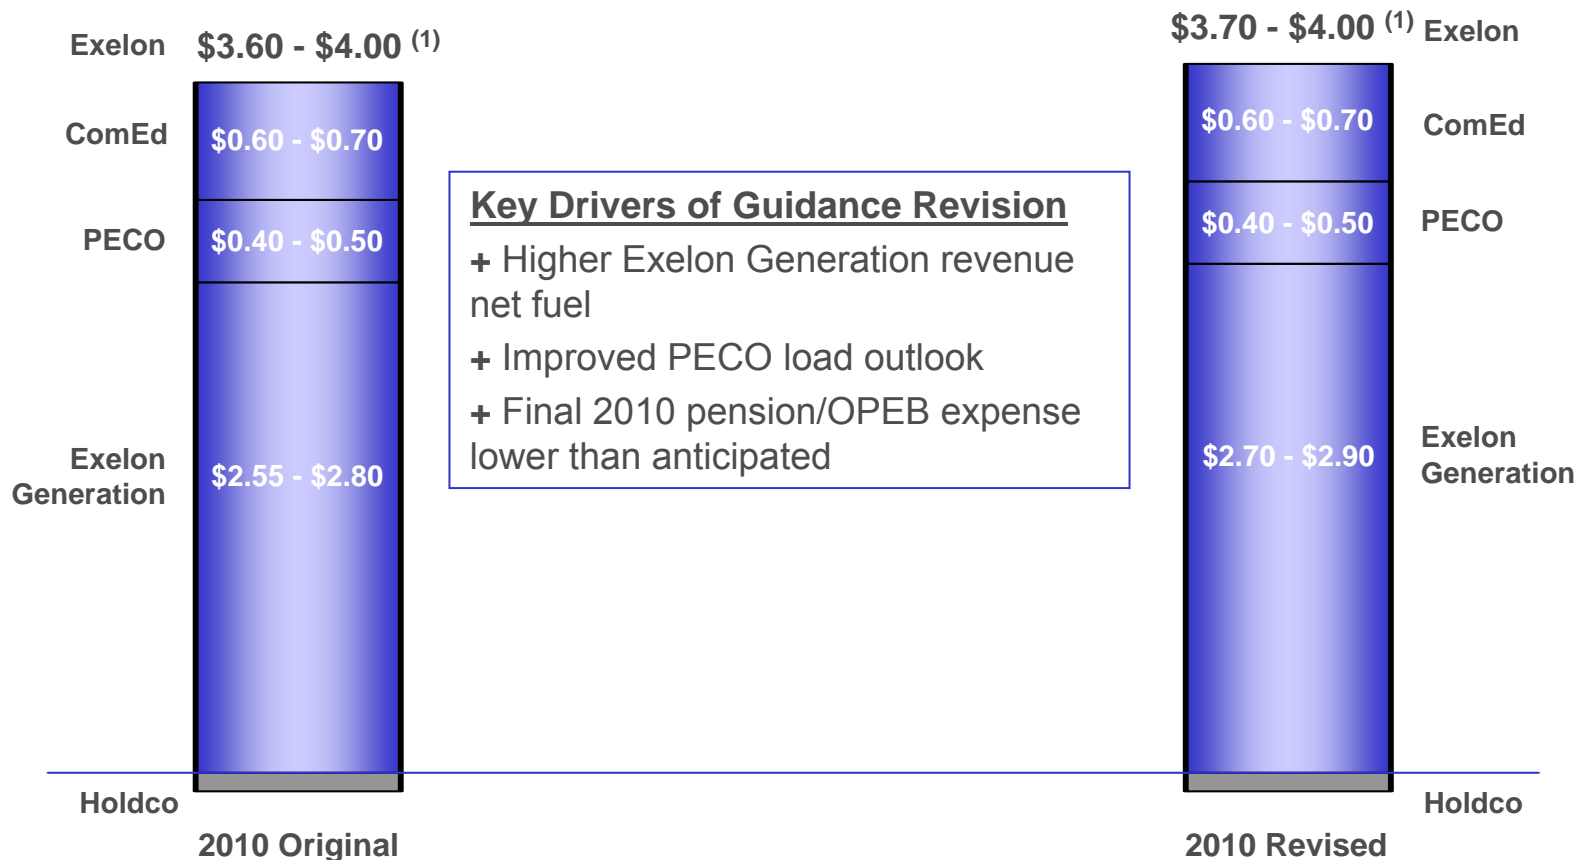 Exelon $3.60 - $4.00 (1)
ComEd $0.60 - $0.70
PECO $0.40 - $0.50
Exelon
Generation
$2.55 - $2.80
Holdco
2010 Original
Key Drivers of Guidance Revision
+ Higher Exelon Generation revenue
net fuel
+ Improved PECO load outlook
+ Final 2010 pension/OPEB expense
lower than anticipated
$3.70 - $4.00 (1) Exelon
$0.60 - $0.70 ComEd
$0.40 - $0.50 PECO
$2.70 - $2.90
Exelon
Generation
Holdco
2010 Revised